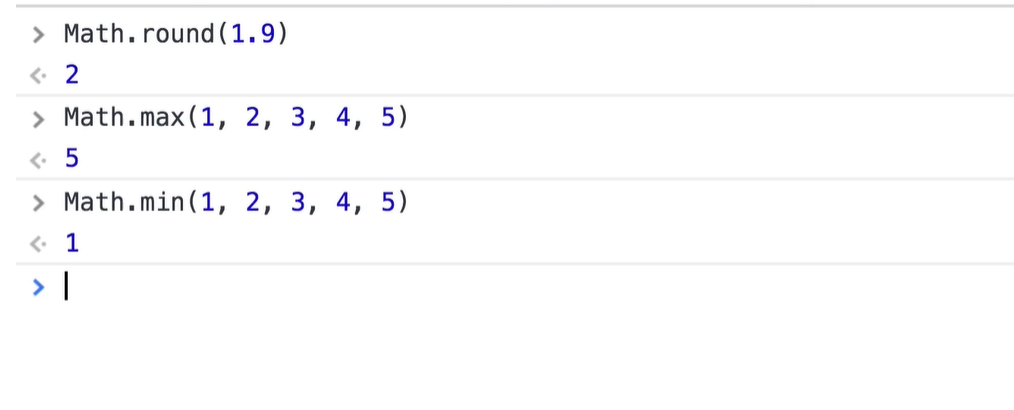 > Math.round(1.9)
<· 2
> Math.max(1, 2, 3, 4, 5)
<· 5
> Math.min(1, 2, 3, 4, 5)
<· 1
>